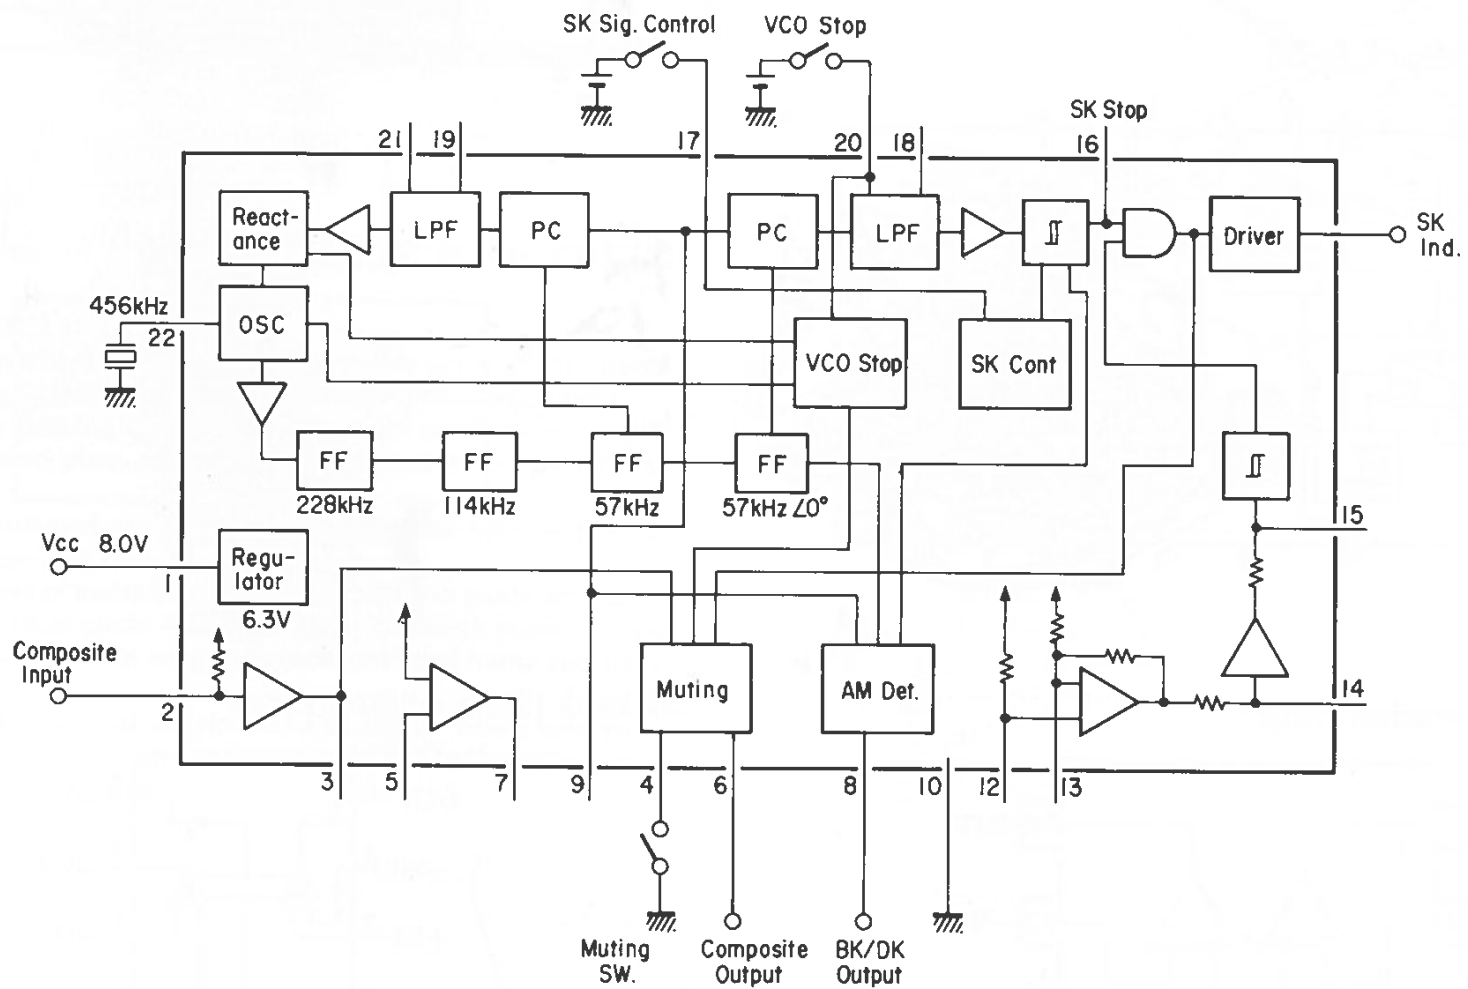 SK Sig. Control
VCO Stop
SK Stop
21
19
17
20
18
16
React-
ance
LPF
PC
PC
LPF
Driver
SK
Ind.
456kHz
22
OSC
VCO Stop
SK Cont
FF
FF
FF
FF
228kHz
114kHz
57kHz
57kHz ∠0°
15
Vcc 8.0V
1
Regu-
lator
6.3V
Composite
Input
2
Muting
AM Det.
14
3
5
7
9
4
6
8
10
12
13
Muting
SW.
Composite
Output
BK/DK
Output